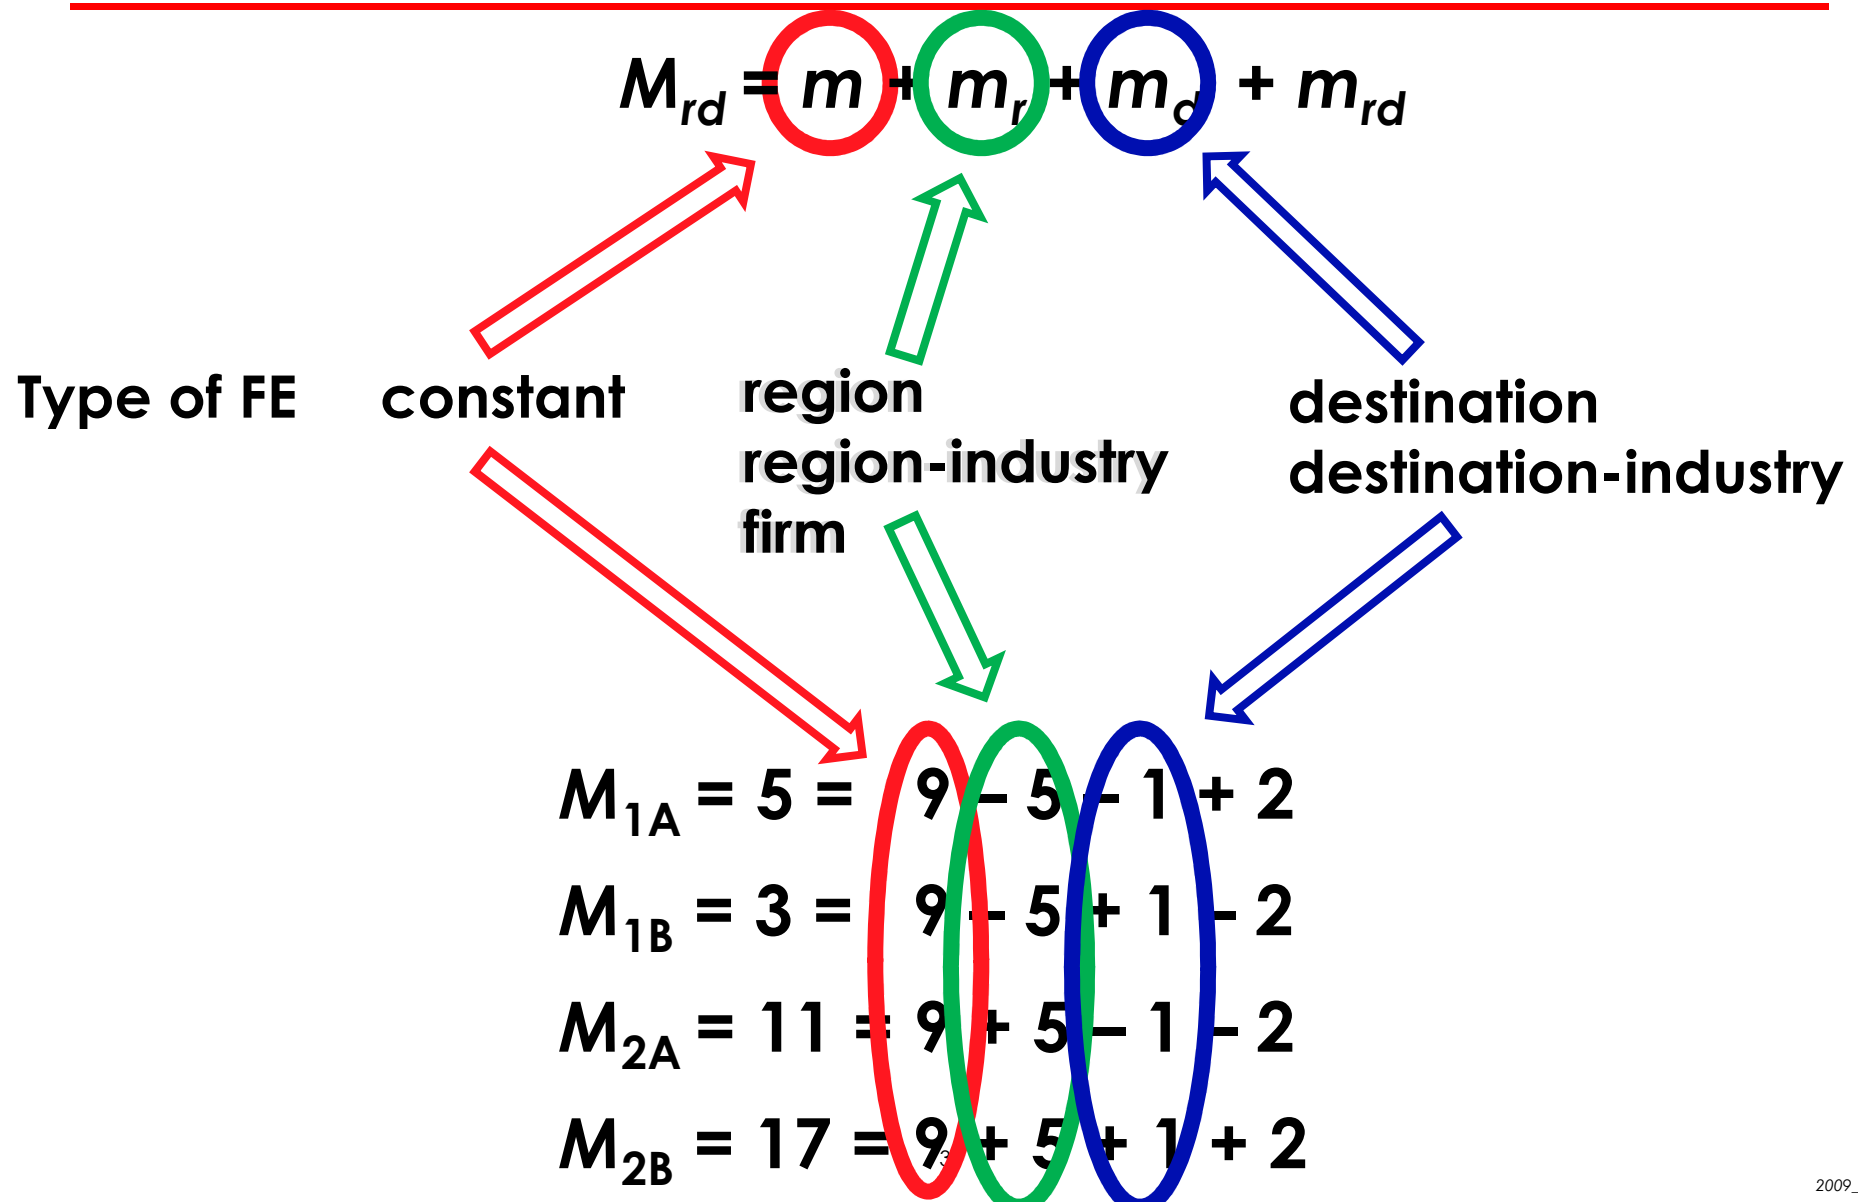 M_rd = m + m_r + m_d + m_rd
Type of FE constant region destination
region-industry destination-industry
firm
M_1A = 5 = 9 – 5 – 1 + 2
M_1B = 3 = 9 – 5 + 1 – 2
M_2A = 11 = 9 + 5 – 1 – 2
M_2B = 17 = 9 + 5 + 1 + 2
3
2009_